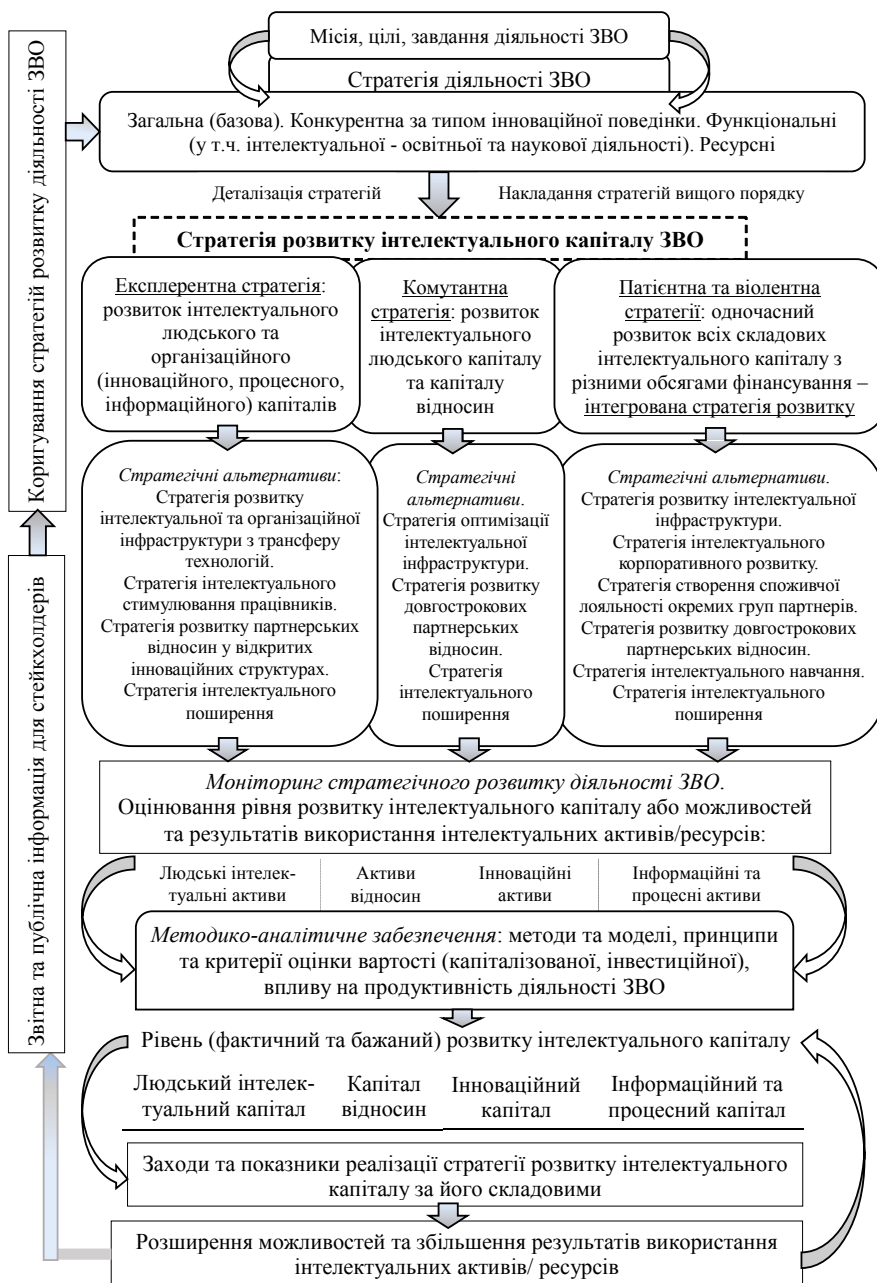 Місія, цілі, завдання діяльності ЗВО
Стратегія діяльності ЗВО
Загальна (базова). Конкурентна за типом інноваційної поведінки. Функціональні
(у т.ч. інтелектуальної - освітньої та наукової діяльності). Ресурсні
Деталізація стратегій
Накладання стратегій вищого порядку
Стратегія розвитку інтелектуального капіталу ЗВО
Експлерентна стратегія:
розвиток інтелектуального
людського та
організаційного
(інноваційного, процесного,
інформаційного) капіталів
Комутантна
стратегія: розвиток
інтелектуального
людського капіталу
та капіталу
відносин
Патієнтна та віолентна
стратегії: одночасний
розвиток всіх складових
інтелектуального капіталу з
різними обсягами фінансування –
інтегрована стратегія розвитку
Стратегічні альтернативи:
Стратегія розвитку
інтелектуальної та організаційної
інфраструктури з трансферу
технологій.
Стратегія інтелектуального
стимулювання працівників.
Стратегія розвитку партнерських
відносин у відкритих
інноваційних структурах.
Стратегія інтелектуального
поширення
Стратегічні
альтернативи.
Стратегія оптимізації
інтелектуальної
інфраструктури.
Стратегія розвитку
довгострокових
партнерських
відносин.
Стратегія
інтелектуального
поширення
Стратегічні альтернативи.
Стратегія розвитку інтелектуальної
інфраструктури.
Стратегія інтелектуального
корпоративного розвитку.
Стратегія створення споживчої
лояльності окремих груп партнерів.
Стратегія розвитку довгострокових
партнерських відносин.
Стратегія інтелектуального навчання.
Стратегія інтелектуального
поширення
Моніторинг стратегічного розвитку діяльності ЗВО.
Оцінювання рівня розвитку інтелектуального капіталу або можливостей
та результатів використання інтелектуальних активів/ресурсів:
Людські інтелек-
туальні активи
Активи
відносин
Інноваційні
активи
Інформаційні та
процесні активи
Методико-аналітичне забезпечення: методи та моделі, принципи
та критерії оцінки вартості (капіталізованої, інвестиційної),
впливу на продуктивність діяльності ЗВО
Рівень (фактичний та бажаний) розвитку інтелектуального капіталу
Людський інтелек-
туальний капітал
Капітал
відносин
Інноваційний
капітал
Інформаційний та
процесний капітал
Заходи та показники реалізації стратегії розвитку інтелектуального
капіталу за його складовими
Розширення можливостей та збільшення результатів використання
інтелектуальних активів/ ресурсів
Звітна та публічна інформація для стейкхолдерів
Коригування стратегій розвитку діяльності ЗВО